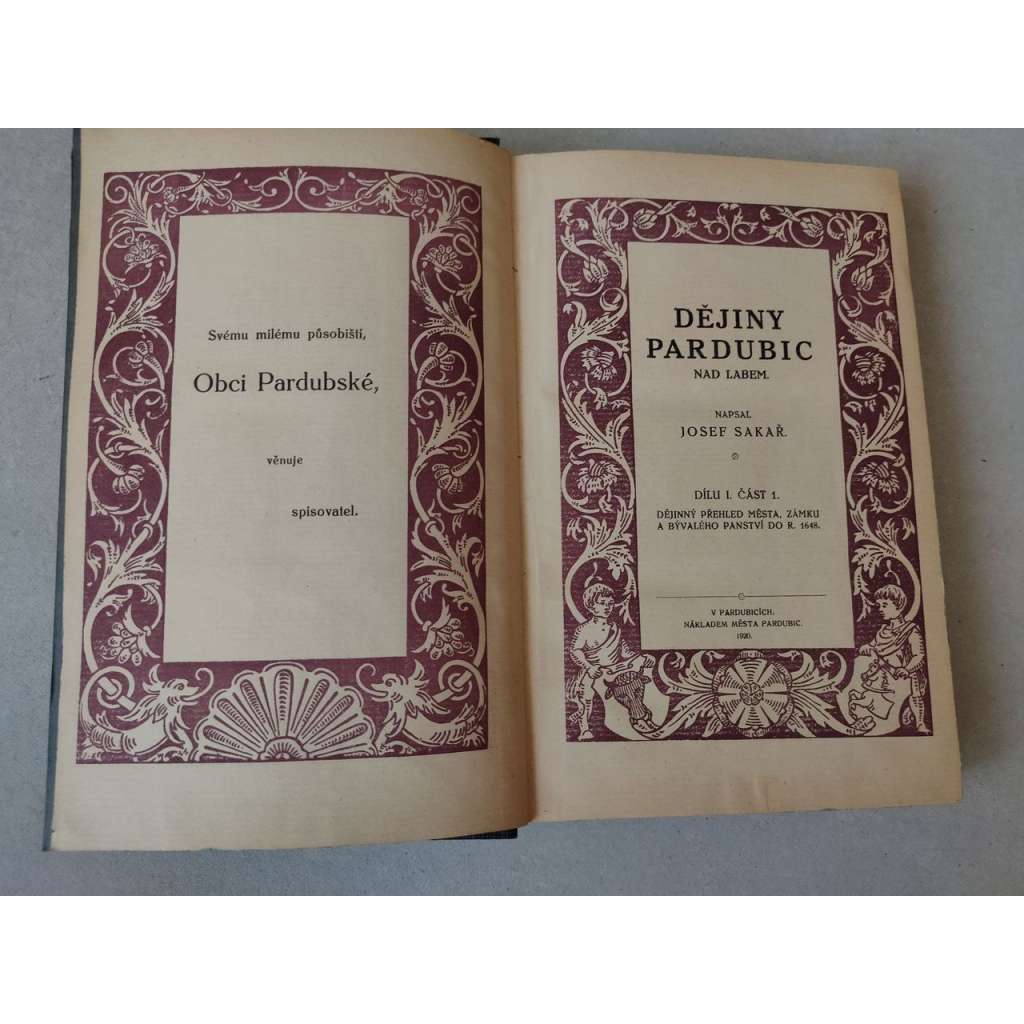 Svému milému působišti,
Obci Pardubské,
věnuje
spisovatel.
DĚJINY
PARDUBIC
NAD LABEM.
NAPSAL
JOSEF SAKAŘ.
DÍLU I. ČÁST 1.
DĚJINNÝ PŘEHLED MĚSTA, ZÁMKU
A BÝVALÉHO PANSTVÍ DO R. 1648.
V PARDUBICÍCH.
NÁKLADEM MĚSTA PARDUBIC.
1920.